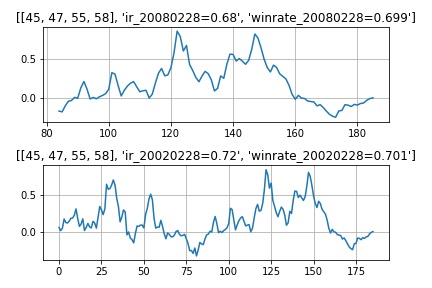 [[45, 47, 55, 58], 'ir_20080228=0.68', 'winrate_20080228=0.699']
0.5
0.0
80 100 120 140 160 180
[[45, 47, 55, 58], 'ir_20020228=0.72', 'winrate_20020228=0.701']
0.5
0.0
0 25 50 75 100 125 150 175